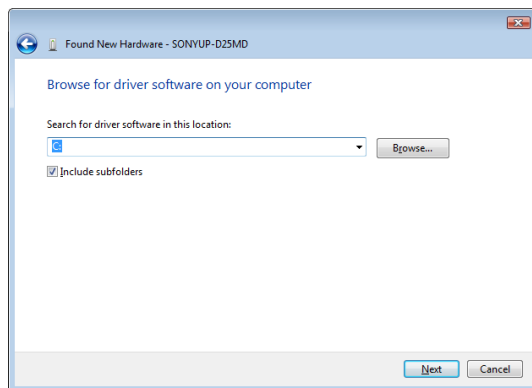 Found New Hardware - SONYUP-D25MD
Browse for driver software on your computer
Search for driver software in this location:
C:
Browse...
Include subfolders
Next
Cancel